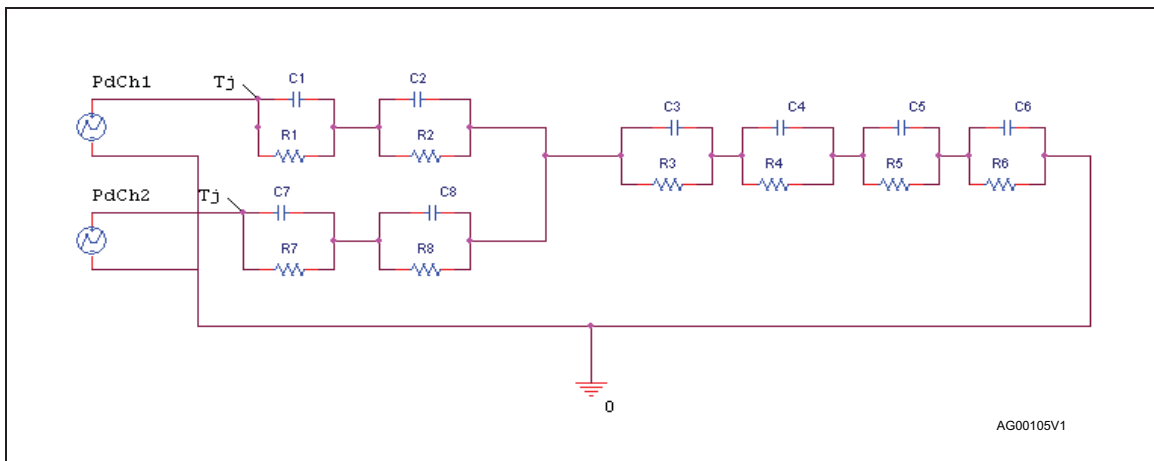 PdCh1
Tj
C1
C2
R1
R2
C3
C4
C5
C6
R3
R4
R5
R6
PdCh2
Tj
C7
C8
R7
R8
0
AG00105V1